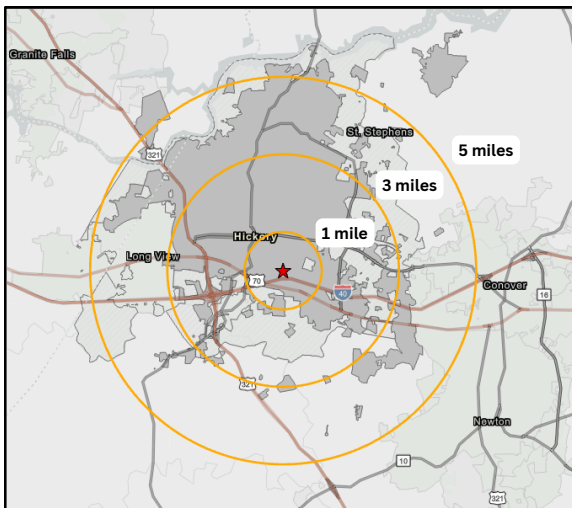 Granite Falls
St. Stephens
321
5 miles
3 miles
1 mile
Hickory
Long View
70
40
Conover
16
321
Newton
10
321